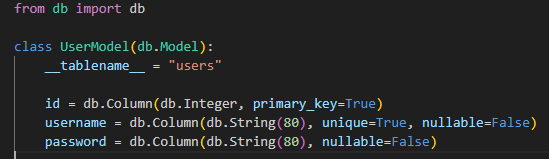 from db import db
class UserModel(db.Model):
    __tablename__ = "users"
    id = db.Column(db.Integer, primary_key=True)
    username = db.Column(db.String(80), unique=True, nullable=False)
    password = db.Column(db.String(80), nullable=False)